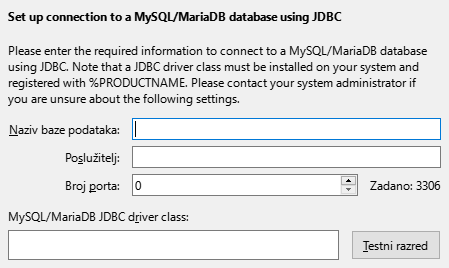 Set up connection to a MySQL/MariaDB database using JDBC
Please enter the required information to connect to a MySQL/MariaDB database
using JDBC. Note that a JDBC driver class must be installed on your system and
registered with %PRODUCTNAME. Please contact your system administrator if
you are unsure about the following settings.
Naziv baze podataka:
Poslužitelj:
Broj porta: 0 Zadano: 3306
MySQL/MariaDB JDBC driver class:
Testni razred